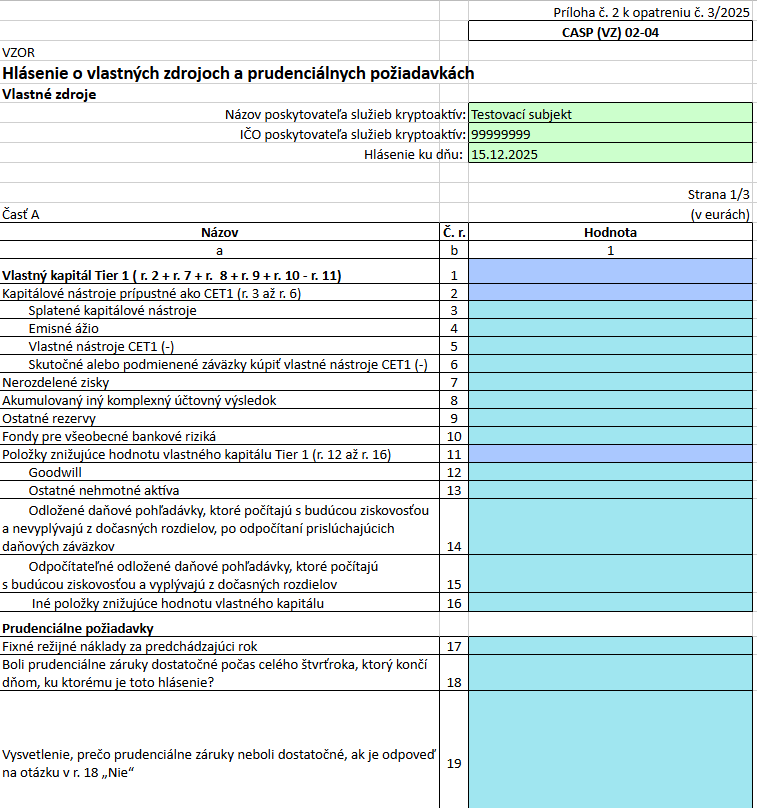 Príloha č. 2 k opatreniu č. 3/2025
CASP (VZ) 02-04
VZOR
Hlásenie o vlastných zdrojoch a prudenciálnych požiadavkách
Vlastné zdroje
Názov poskytovateľa služieb kryptoaktív: Testovací subjekt
IČO poskytovateľa služieb kryptoaktív: 99999999
Hlásenie ku dňu: 15.12.2025
Strana 1/3
Časť A (v eurách)
Názov Č. r. Hodnota
a b 1
Vlastný kapitál Tier 1 ( r. 2 + r. 7 + r. 8 + r. 9 + r. 10 - r. 11) 1
Kapitálové nástroje prípustné ako CET1 (r. 3 až r. 6) 2
Splatené kapitálové nástroje 3
Emisné ážio 4
Vlastné nástroje CET1 (-) 5
Skutočné alebo podmienené záväzky kúpiť vlastné nástroje CET1 (-) 6
Nerozdelené zisky 7
Akumulovaný iný komplexný účtovný výsledok 8
Ostatné rezervy 9
Fondy pre všeobecné bankové riziká 10
Položky znižujúce hodnotu vlastného kapitálu Tier 1 (r. 12 až r. 16) 11
Goodwill 12
Ostatné nehmotné aktíva 13
Odložené daňové pohľadávky, ktoré počítajú s budúcou ziskovosťou
a nevyplývajú z dočasných rozdielov, po odpočítaní prislúchajúcich
daňových záväzkov 14
Odpočítateľné odložené daňové pohľadávky, ktoré počítajú
s budúcou ziskovosťou a vyplývajú z dočasných rozdielov 15
Iné položky znižujúce hodnotu vlastného kapitálu 16
Prudenciálne požiadavky
Fixné režijné náklady za predchádzajúci rok 17
Boli prudenciálne záruky dostatočné počas celého štvrťroka, ktorý končí
dňom, ku ktorému je toto hlásenie? 18
Vysvetlenie, prečo prudenciálne záruky neboli dostatočné, ak je odpoveď
na otázku v r. 18 „Nie“ 19